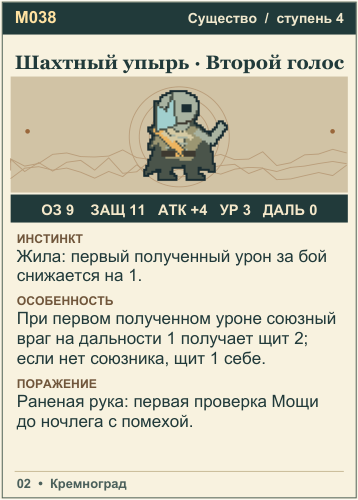 M038 Существо / ступень 4
Шахтный упырь · Второй голос
ОЗ 9 ЗАЩ 11 АТК +4 УР 3 ДАЛЬ 0
ИНСТИНКТ
Жила: первый полученный урон за бой
снижается на 1.
ОСОБЕННОСТЬ
При первом полученном уроне союзный
враг на дальности 1 получает щит 2;
если нет союзника, щит 1 себе.
ПОРАЖЕНИЕ
Раненая рука: первая проверка Мощи
до ночлега с помехой.
02 • Кремноград